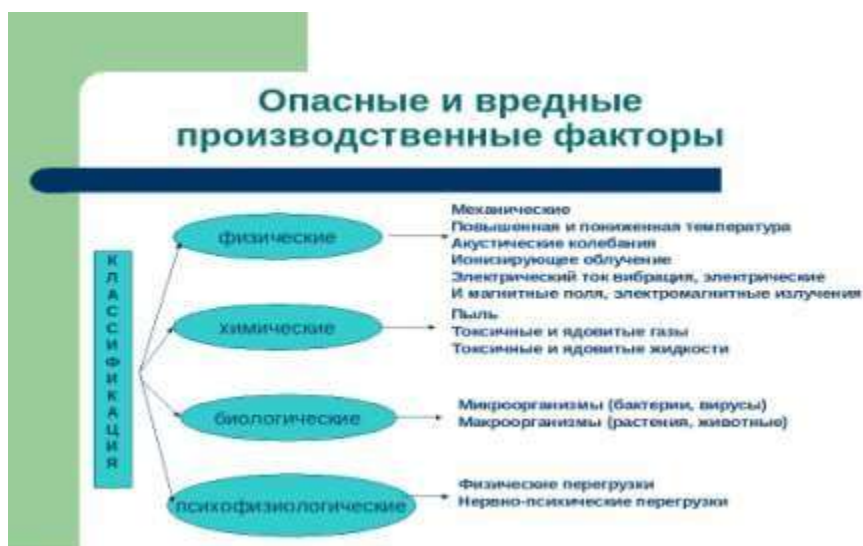 Опасные и вредные
производственные факторы
КЛАССИФИКАЦИЯ
физические
Механические
Повышенная и пониженная температура
Акустические колебания
Ионизирующее облучение
Электрический ток вибрация, электрические
И магнитные поля, электромагнитные излучения
химические
Пыль
Токсичные и ядовитые газы
Токсичные и ядовитые жидкости
биологические
Микроорганизмы (бактерии, вирусы)
Макроорганизмы (растения, животные)
психофизиологические
Физические перегрузки
Нервно-психические перегрузки